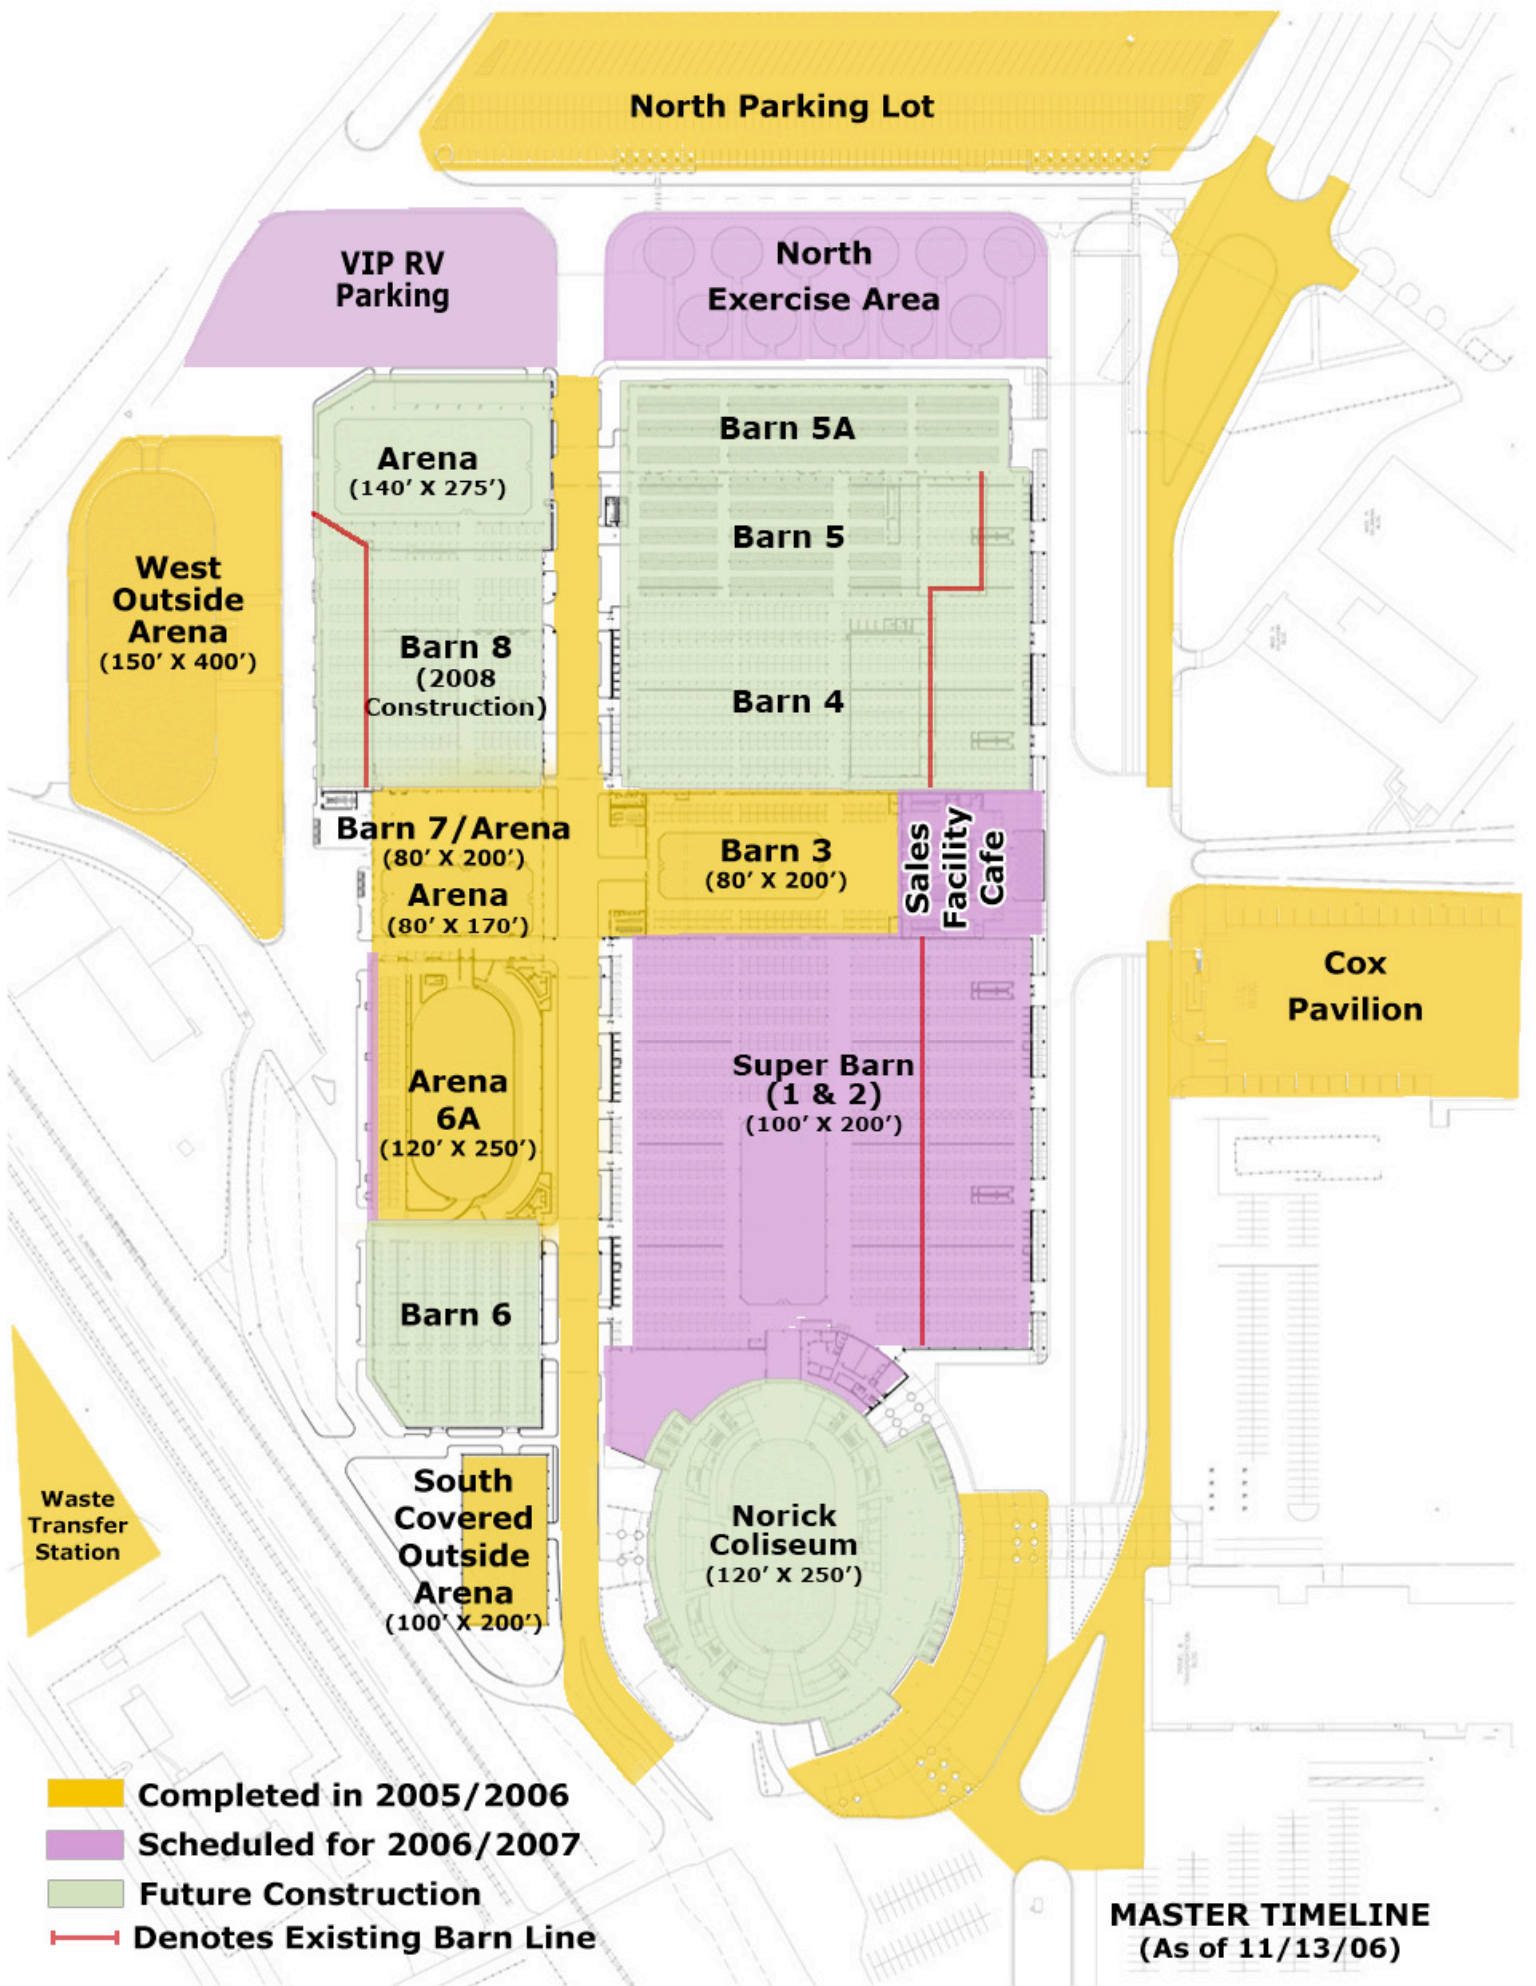 North Parking Lot
VIP RV
Parking
North
Exercise Area
Arena
(140' X 275')
Barn 5A
Barn 5
West
Outside
Arena
(150' X 400')
Barn 8
(2008
Construction)
Barn 4
Barn 7/Arena
(80' X 200')
Arena
(80' X 170')
Barn 3
(80' X 200')
Sales
Facility
Cafe
Cox
Pavilion
Arena
6A
(120' X 250')
Super Barn
(1 & 2)
(100' X 200')
Barn 6
Waste
Transfer
Station
South
Covered
Outside
Arena
(100' X 200')
Norick
Coliseum
(120' X 250')
Completed in 2005/2006
Scheduled for 2006/2007
Future Construction
Denotes Existing Barn Line
MASTER TIMELINE
(As of 11/13/06)